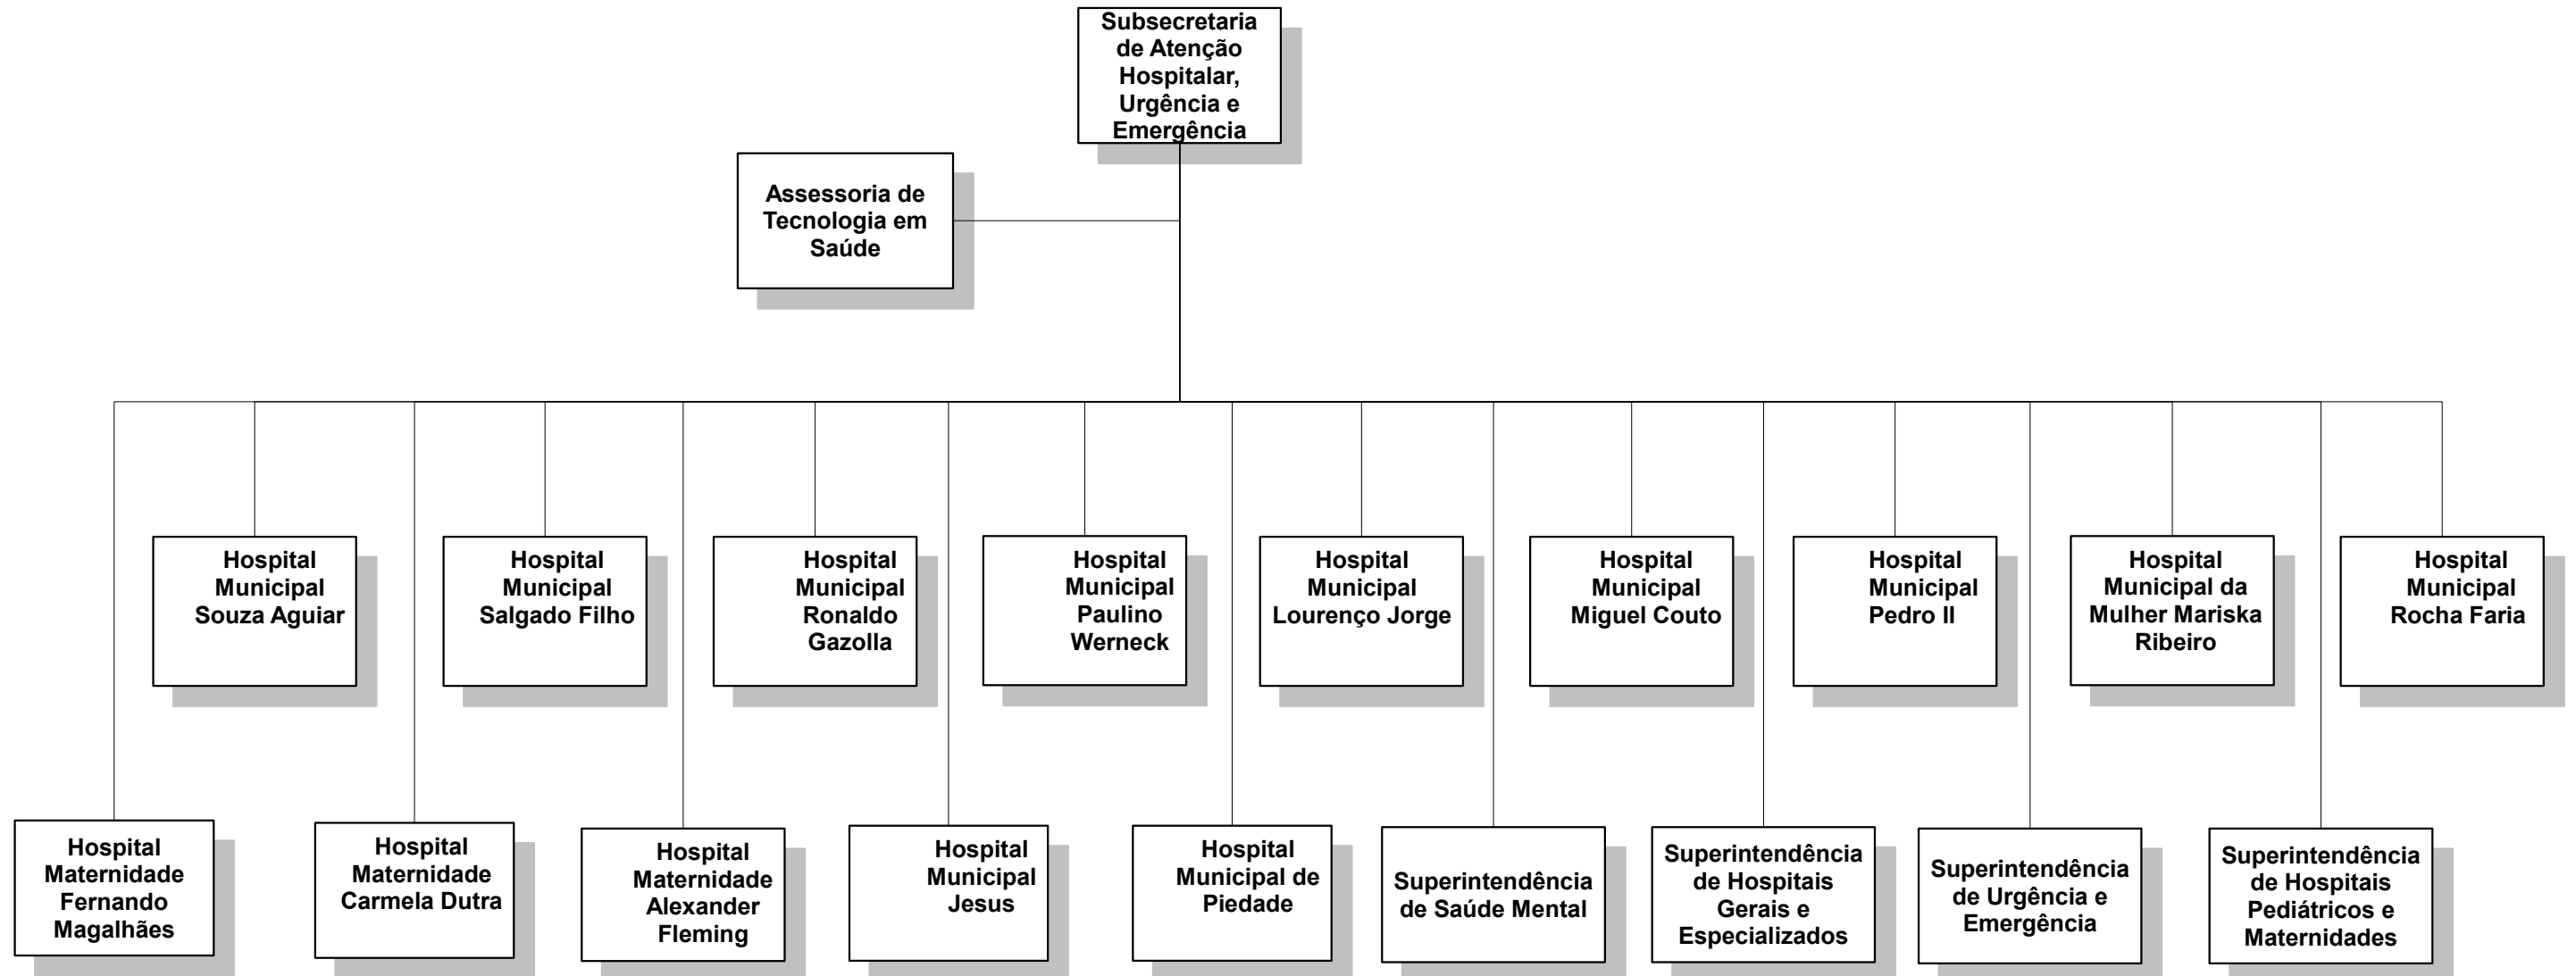 Subsecretaria
de Atenção
Hospitalar,
Urgência e
Emergência
Assessoria de
Tecnologia em
Saúde
Hospital
Municipal
Souza Aguiar
Hospital
Municipal
Salgado Filho
Hospital
Municipal
Ronaldo
Gazolla
Hospital
Municipal
Paulino
Werneck
Hospital
Municipal
Lourenço Jorge
Hospital
Municipal
Miguel Couto
Hospital
Municipal
Pedro II
Hospital
Municipal da
Mulher Mariska
Ribeiro
Hospital
Municipal
Rocha Faria
Hospital
Maternidade
Fernando
Magalhães
Hospital
Maternidade
Carmela Dutra
Hospital
Maternidade
Alexander
Fleming
Hospital
Municipal
Jesus
Hospital
Municipal de
Piedade
Superintendência
de Saúde Mental
Superintendência
de Hospitais
Gerais e
Especializados
Superintendência
de Urgência e
Emergência
Superintendência
de Hospitais
Pediátricos e
Maternidades